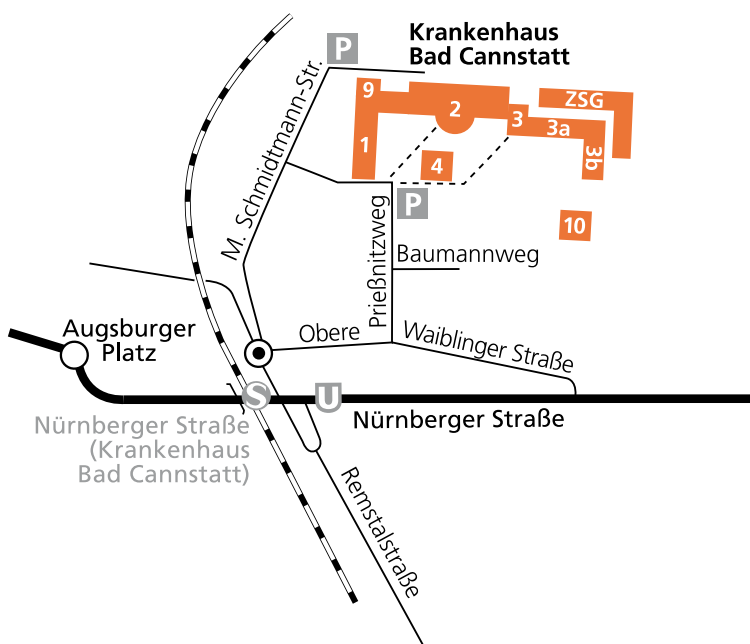 Krankenhaus
Bad Cannstatt
P
M. Schmidtmann-Str.
9
2
ZSG
3
3a
1
3b
4
P
10
Prießnitzweg
Baumannweg
Augsburger
Platz
Obere
Waiblinger Straße
S
U
Nürnberger Straße
(Krankenhaus
Bad Cannstatt)
Nürnberger Straße
Remstalstraße